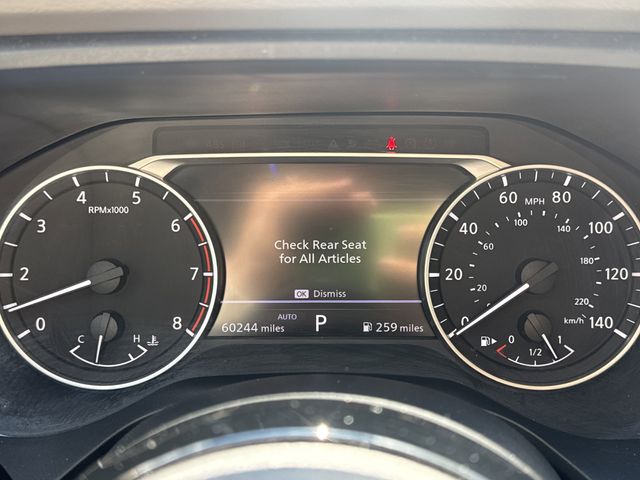 4 5
3 6
RPMx1000
2 7
0 8
C H
Check Rear Seat
for All Articles
OK Dismiss
AUTO
60244 miles P 259 miles
60 MPH 80
40 100
20 120
0 140
100 140
60 180
20 220
km/h
0 1/2 1